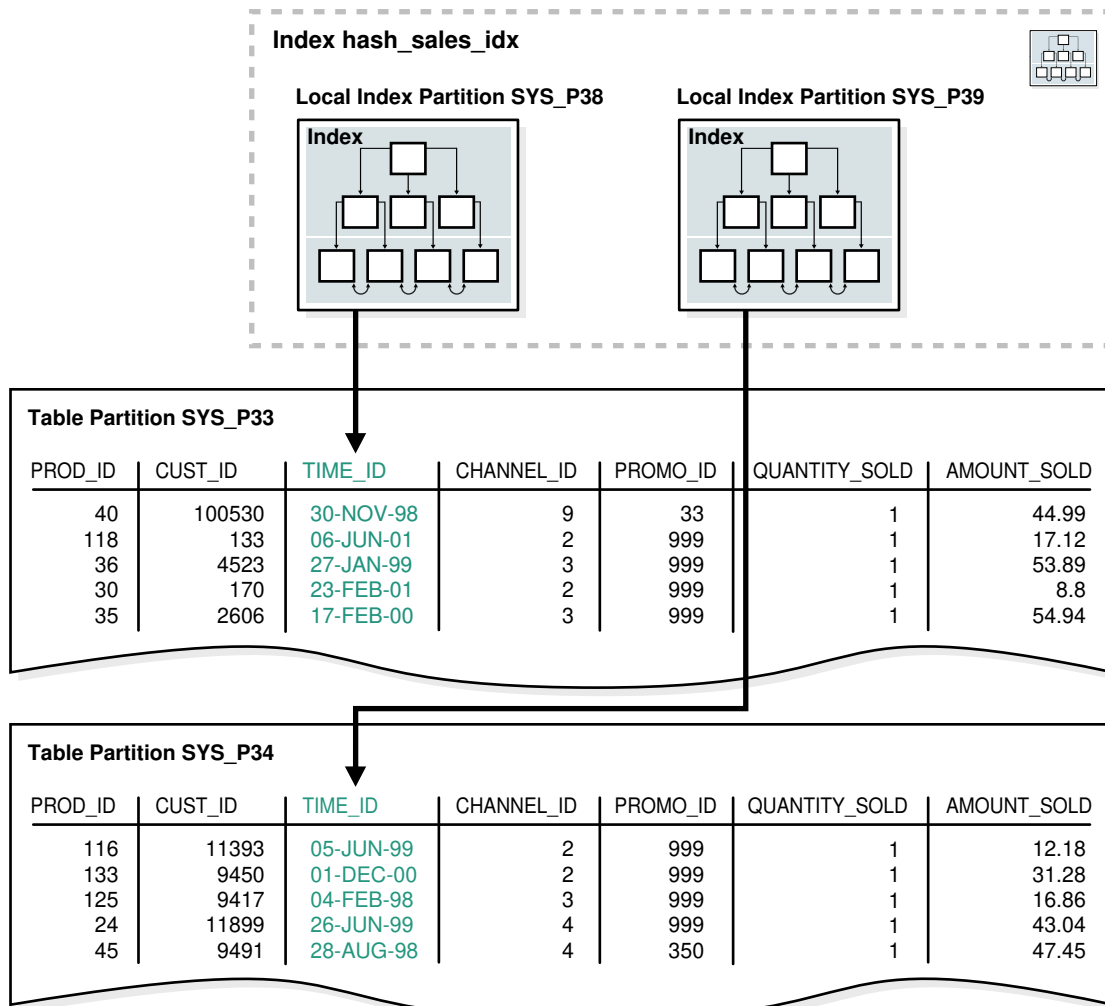 Index hash_sales_idx
Local Index Partition SYS_P38 Local Index Partition SYS_P39
Index Index
Table Partition SYS_P33
PROD_ID CUST_ID TIME_ID CHANNEL_ID PROMO_ID QUANTITY_SOLD AMOUNT_SOLD
40 100530 30-NOV-98 9 33 1 44.99
118 133 06-JUN-01 2 999 1 17.12
36 4523 27-JAN-99 3 999 1 53.89
30 170 23-FEB-01 2 999 1 8.8
35 2606 17-FEB-00 3 999 1 54.94
Table Partition SYS_P34
PROD_ID CUST_ID TIME_ID CHANNEL_ID PROMO_ID QUANTITY_SOLD AMOUNT_SOLD
116 11393 05-JUN-99 2 999 1 12.18
133 9450 01-DEC-00 2 999 1 31.28
125 9417 04-FEB-98 3 999 1 16.86
24 11899 26-JUN-99 4 999 1 43.04
45 9491 28-AUG-98 4 350 1 47.45